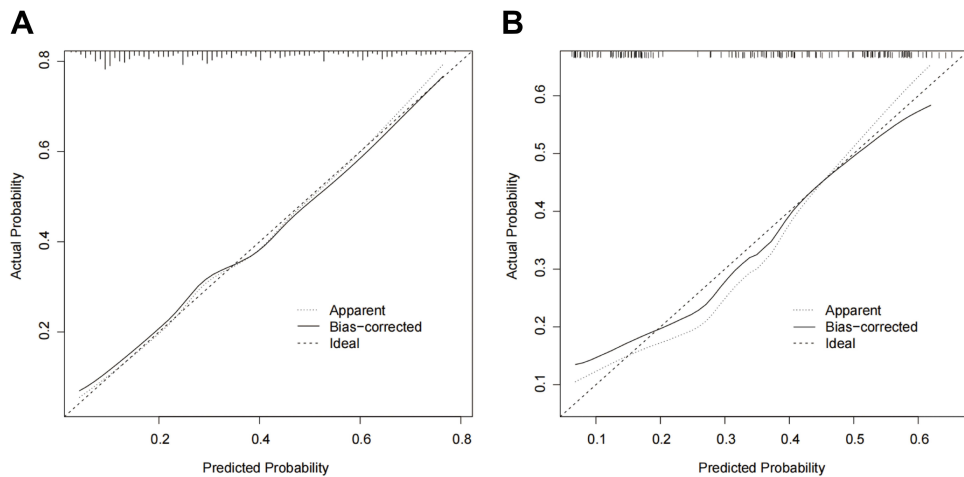 A
0.8
0.6
0.4
0.2
Actual Probability
Apparent
Bias-corrected
Ideal
0.2 0.4 0.6 0.8
Predicted Probability
B
0.6
0.5
0.4
0.3
0.2
0.1
Actual Probability
Apparent
Bias-corrected
Ideal
0.1 0.2 0.3 0.4 0.5 0.6
Predicted Probability